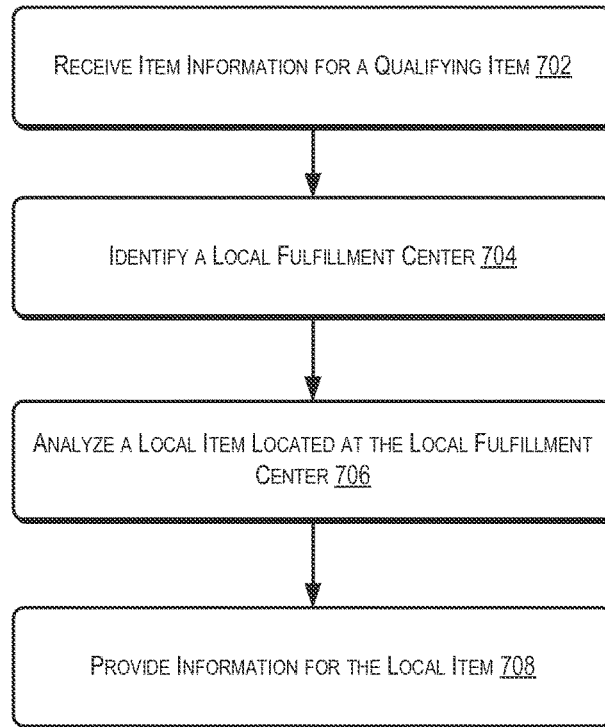 RECEIVE ITEM INFORMATION FOR A QUALIFYING ITEM 702
IDENTIFY A LOCAL FULFILLMENT CENTER 704
ANALYZE A LOCAL ITEM LOCATED AT THE LOCAL FULFILLMENT
CENTER 706
PROVIDE INFORMATION FOR THE LOCAL ITEM 708